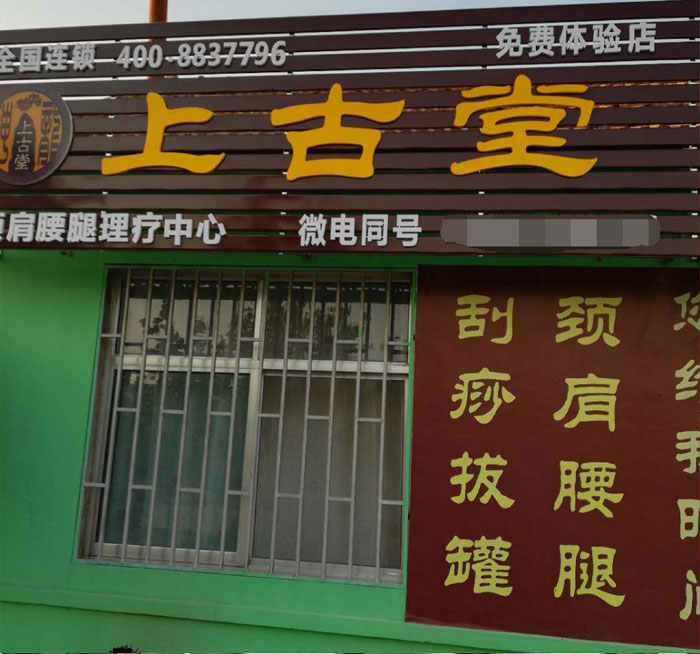 全国连锁 400-8837796 免费体验店
上古堂
上古堂
肩腰腿理疗中心 微电同号
颈肩腰腿
刮痧拔罐